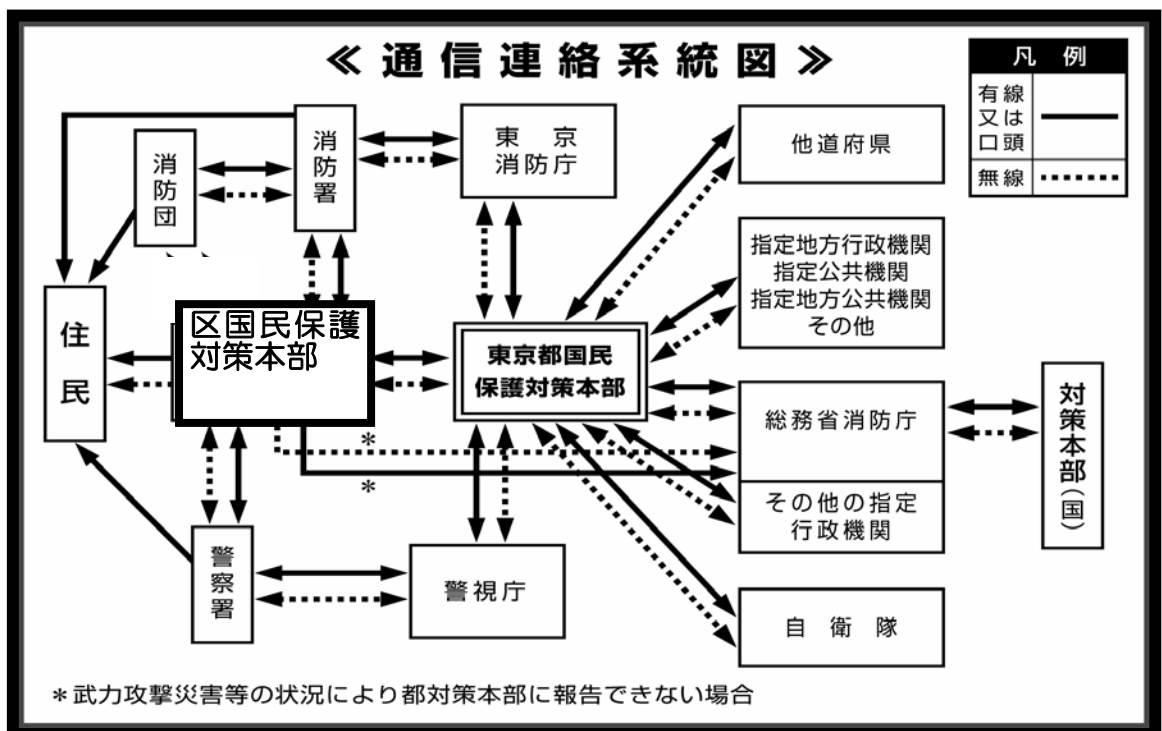 ≪ 通信連絡系統図 ≫
凡 例
有線
又は
口頭
無線
消防団
消防署
東 京
消防庁
他道府県
指定地方行政機関
指定公共機関
指定地方公共機関
その他
住民
区国民保護
対策本部
東京都国民
保護対策本部
総務省消防庁
対策本部(国)
*
*
その他の指定
行政機関
警察署
警視庁
自 衛 隊
*武力攻撃災害等の状況により都対策本部に報告できない場合